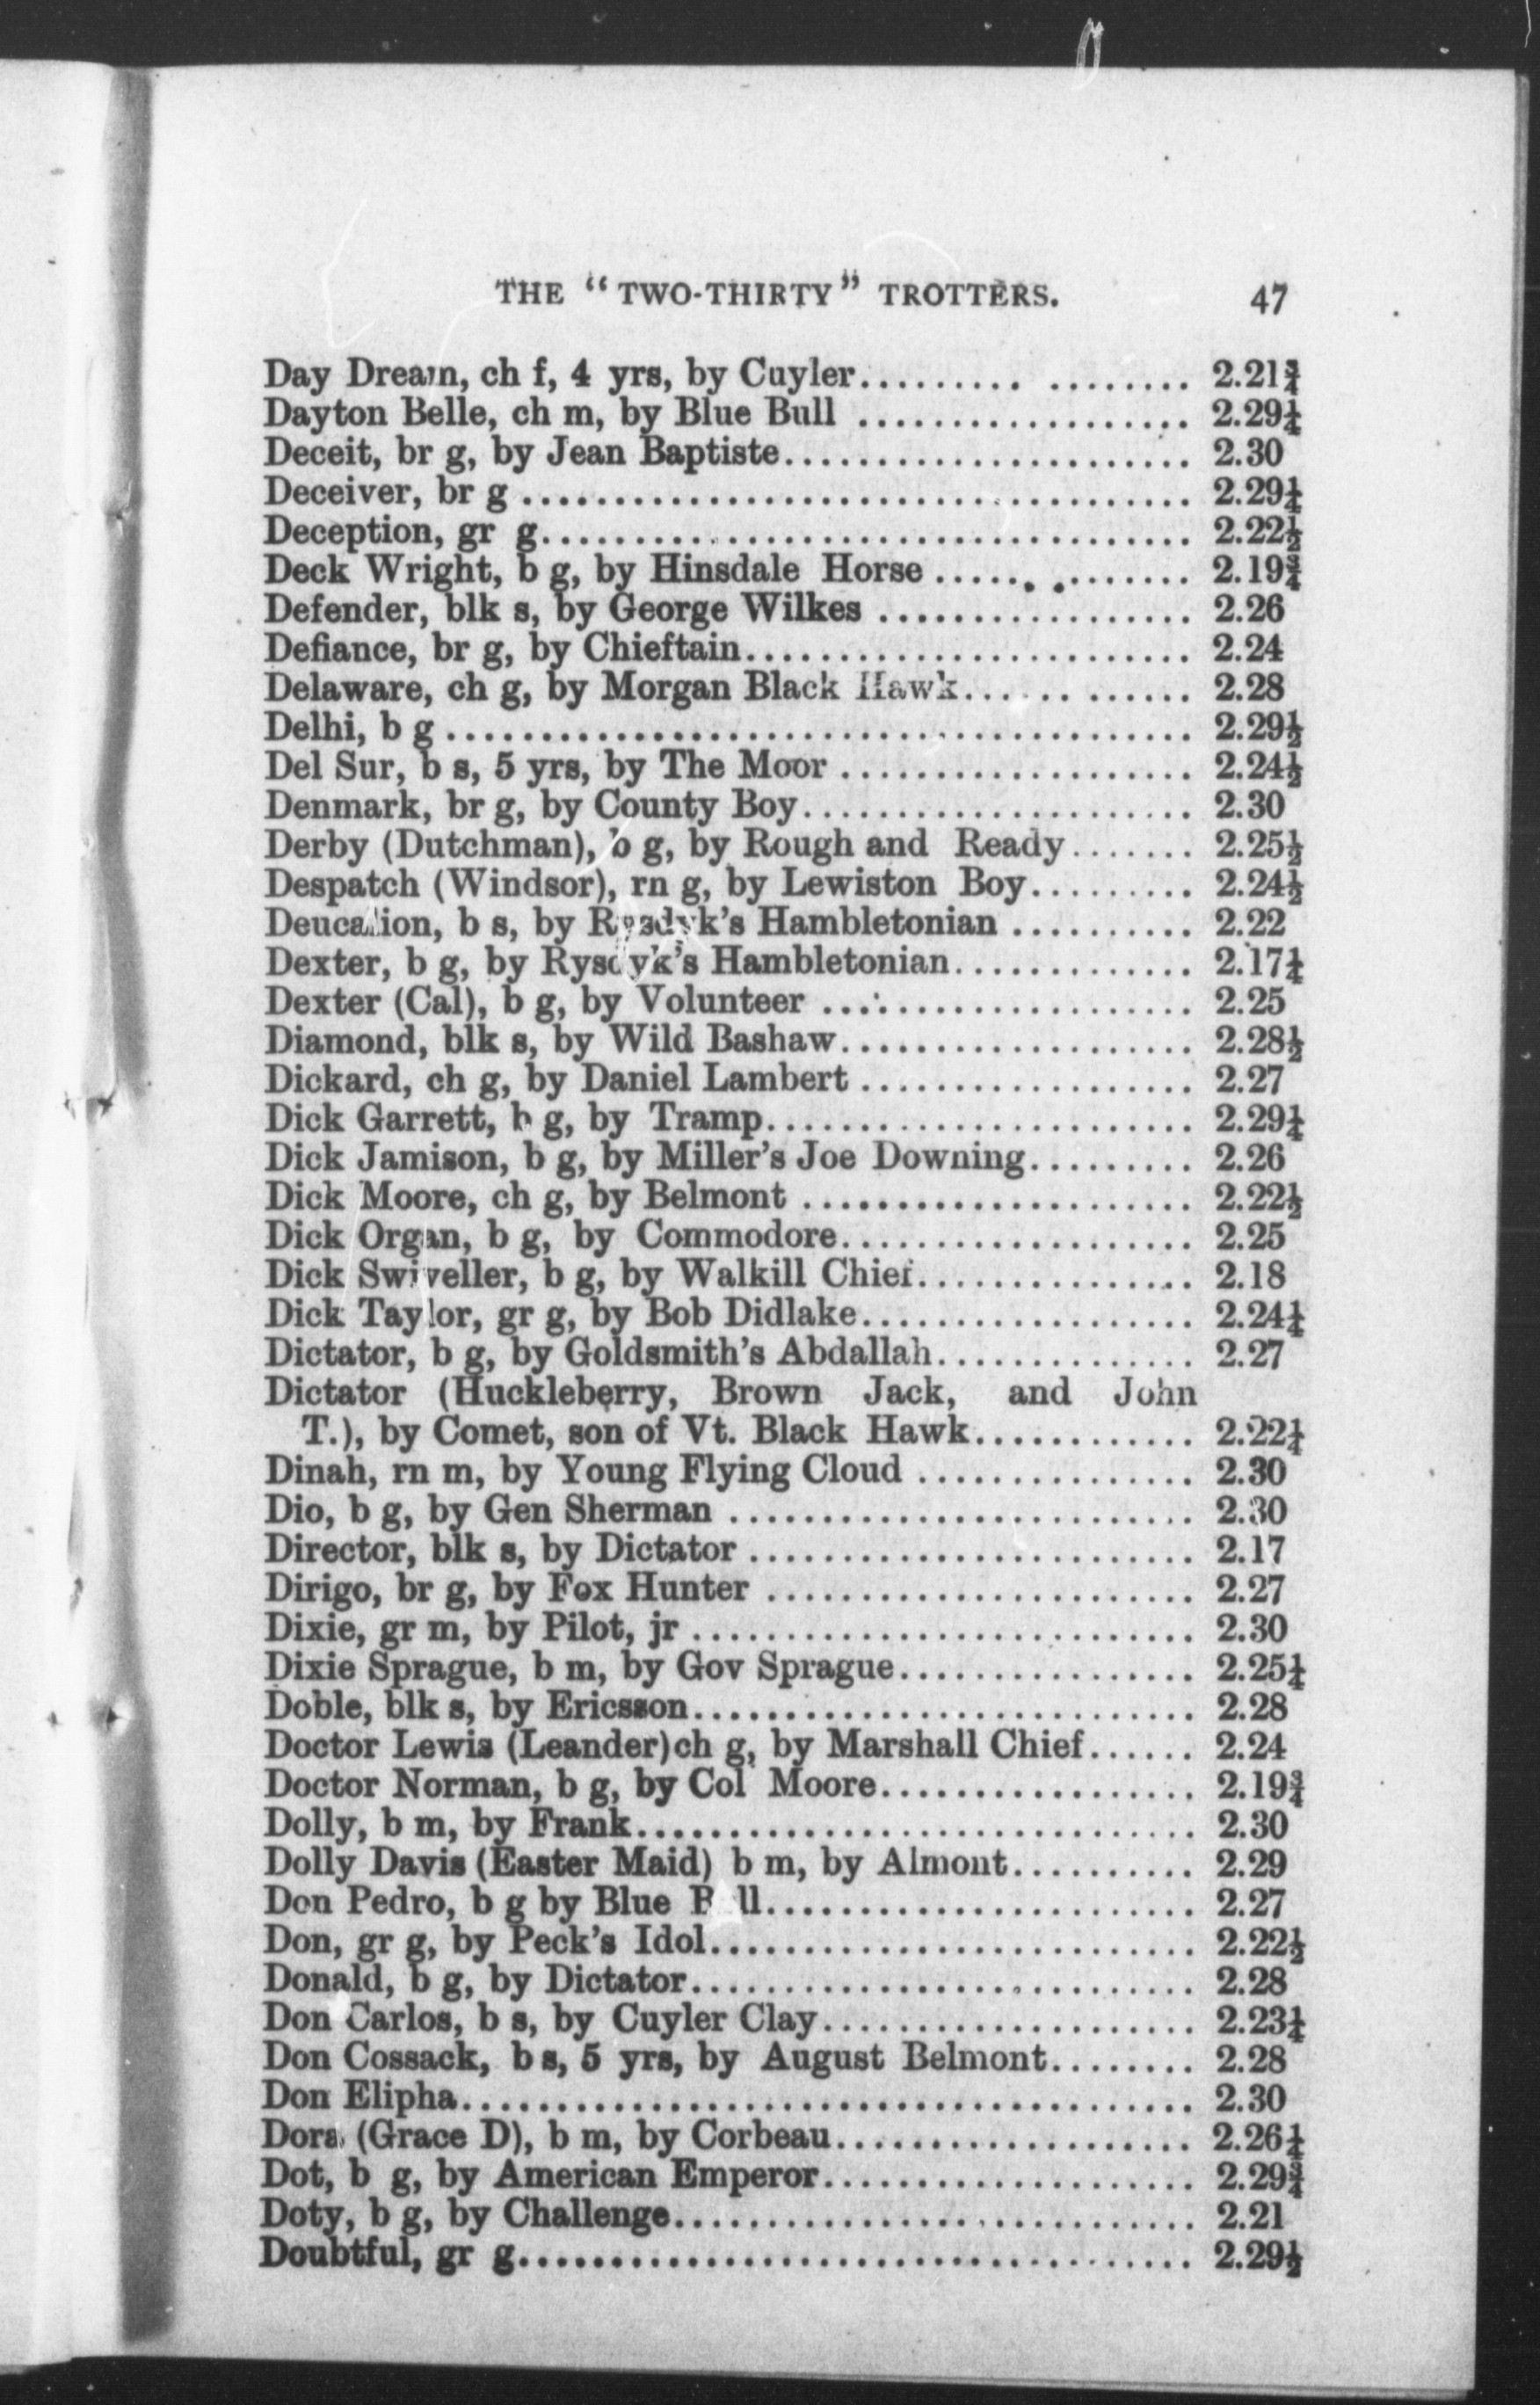 THE "TWO-THIRTY" TROTTERS. 47
Day Dream, ch f, 4 yrs, by Cuyler.......... ........ 2.21¾
Dayton Belle, ch m, by Blue Bull .................. 2.29¼
Deceit, br g, by Jean Baptiste...................... 2.30
Deceiver, br g .................................... 2.29¼
Deception, gr g................................... 2.22½
Deck Wright, b g, by Hinsdale Horse .............. 2.19¾
Defender, blk s, by George Wilkes ................. 2.26
Defiance, br g, by Chieftain........................ 2.24
Delaware, ch g, by Morgan Black Hawk............ 2.28
Delhi, b g ........................................ 2.29½
Del Sur, b s, 5 yrs, by The Moor ................... 2.24½
Denmark, br g, by County Boy..................... 2.30
Derby (Dutchman), b g, by Rough and Ready....... 2.25½
Despatch (Windsor), rn g, by Lewiston Boy......... 2.24½
Deucalion, b s, by Rysdyk's Hambletonian .......... 2.22
Dexter, b g, by Rysdyk's Hambletonian............. 2.17¼
Dexter (Cal), b g, by Volunteer .................... 2.25
Diamond, blk s, by Wild Bashaw................... 2.28½
Dickard, ch g, by Daniel Lambert .................. 2.27
Dick Garrett, b g, by Tramp....................... 2.29¼
Dick Jamison, b g, by Miller's Joe Downing......... 2.26
Dick Moore, ch g, by Belmont ..................... 2.22½
Dick Organ, b g, by Commodore................... 2.25
Dick Swiveller, b g, by Walkill Chief............... 2.18
Dick Taylor, gr g, by Bob Didlake.................. 2.24¼
Dictator, b g, by Goldsmith's Abdallah.............. 2.27
Dictator (Huckleberry, Brown Jack, and John
T.), by Comet, son of Vt. Black Hawk............ 2.22¼
Dinah, rn m, by Young Flying Cloud ............... 2.30
Dio, b g, by Gen Sherman ......................... 2.30
Director, blk s, by Dictator ........................ 2.17
Dirigo, br g, by Fox Hunter ....................... 2.27
Dixie, gr m, by Pilot, jr ........................... 2.30
Dixie Sprague, b m, by Gov Sprague................ 2.25¼
Doble, blk s, by Ericsson........................... 2.28
Doctor Lewis (Leander)ch g, by Marshall Chief...... 2.24
Doctor Norman, b g, by Col Moore................. 2.19¾
Dolly, b m, by Frank.............................. 2.30
Dolly Davis (Easter Maid) b m, by Almont.......... 2.29
Don Pedro, b g by Blue Bull....................... 2.27
Don, gr g, by Peck's Idol.......................... 2.22½
Donald, b g, by Dictator........................... 2.28
Don Carlos, b s, by Cuyler Clay.................... 2.23¼
Don Cossack, b s, 5 yrs, by August Belmont........ 2.28
Don Elipha....................................... 2.30
Dora (Grace D), b m, by Corbeau................... 2.26¼
Dot, b g, by American Emperor.................... 2.29¾
Doty, b g, by Challenge............................ 2.21
Doubtful, gr g.................................... 2.29½